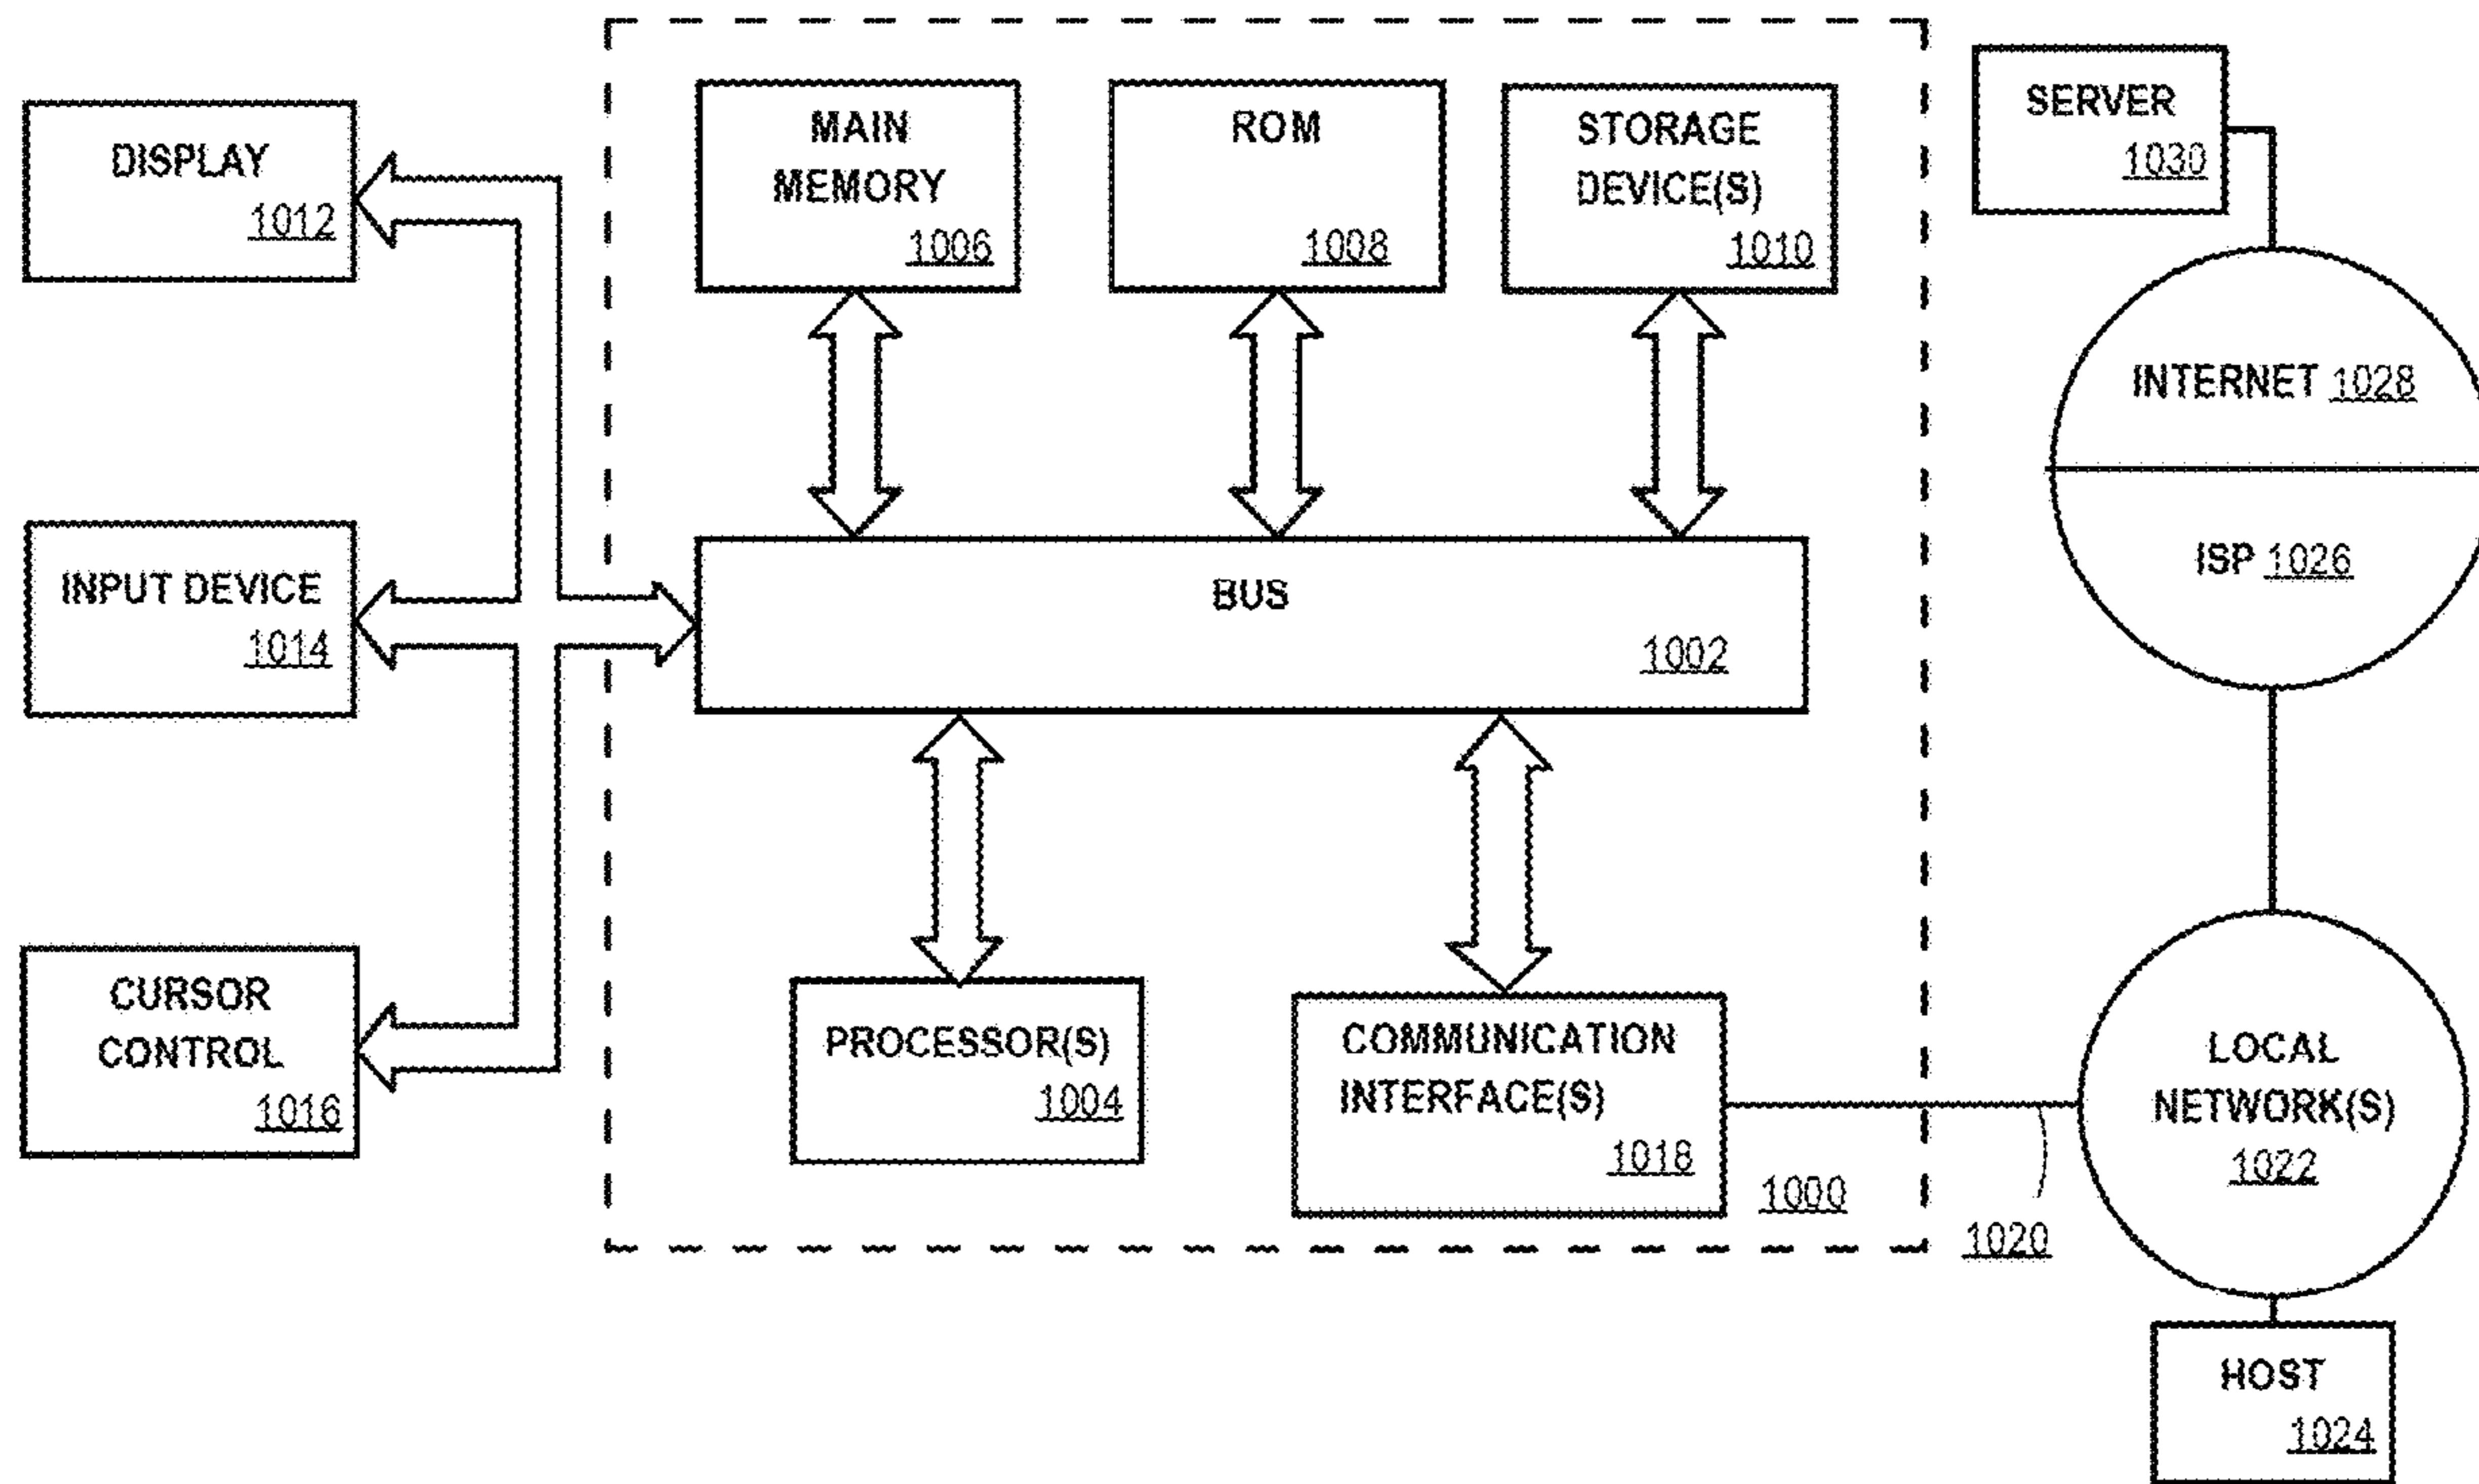 DISPLAY
1012
MAIN
MEMORY
1006
ROM
1008
STORAGE
DEVICE(S)
1010
SERVER
1030
INTERNET 1028
ISP 1026
INPUT DEVICE
1014
BUS
1002
CURSOR
CONTROL
1016
PROCESSOR(S)
1004
COMMUNICATION
INTERFACE(S)
1018
1000
1020
LOCAL
NETWORK(S)
1022
HOST
1024